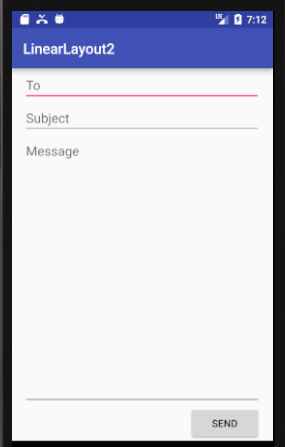 7:12
LinearLayout2
To
Subject
Message
SEND